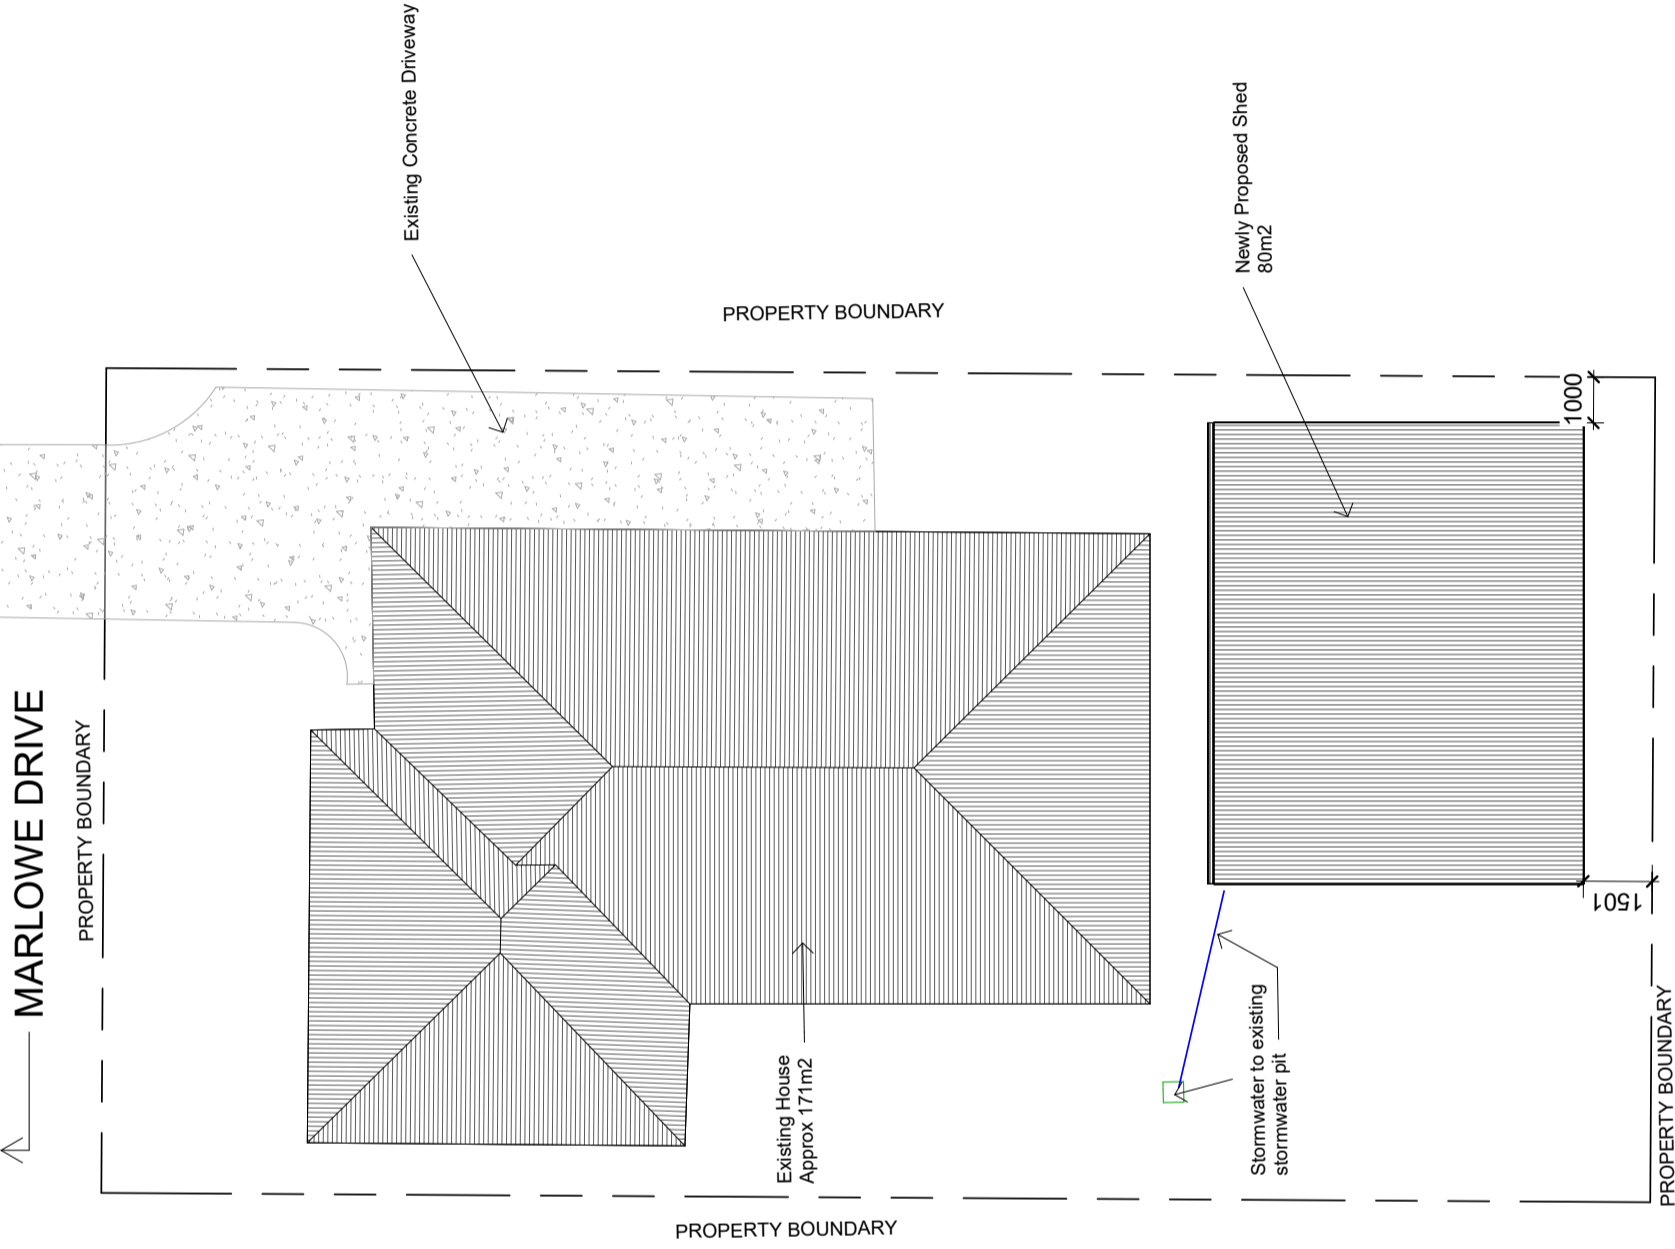 MARLOWE DRIVE
PROPERTY BOUNDARY
Existing Concrete Driveway
PROPERTY BOUNDARY
Newly Proposed Shed
80m2
1000
1501
Existing House
Approx 171m2
Stormwater to existing
stormwater pit
PROPERTY BOUNDARY
PROPERTY BOUNDARY